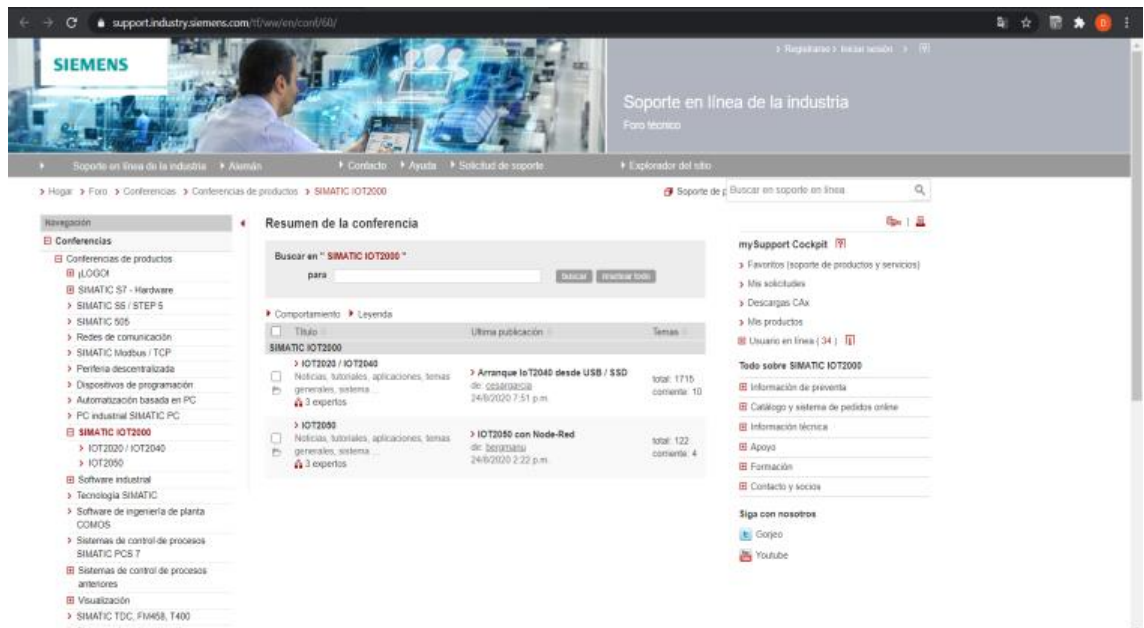 support.industry.siemens.com/tf/ww/en/conf/60/
SIEMENS
> Registrarse > Iniciar sesión >
Soporte en línea de la industria
Foro técnico
Soporte en línea de la industria
Alemán
Contacto
Ayuda
Solicitud de soporte
Explorador del sitio
> Hogar > Foro > Conferencias > Conferencias de productos > SIMATIC IOT2000
Soporte de p
Buscar en soporte en línea
Navegación
Conferencias
Conferencias de productos
¡LOGO!
SIMATIC S7 - Hardware
> SIMATIC S5 / STEP 5
> SIMATIC 505
> Redes de comunicación
> SIMATIC Modbus / TCP
> Periferia descentralizada
> Dispositivos de programación
> Automatización basada en PC
> PC industrial SIMATIC PC
SIMATIC IOT2000
> IOT2020 / IOT2040
> IOT2050
Software industrial
> Tecnología SIMATIC
> Software de ingeniería de planta
COMOS
> Sistemas de control de procesos
SIMATIC PCS 7
Sistemas de control de procesos
anteriores
Visualización
> SIMATIC TDC, FM458, T400
Resumen de la conferencia
Buscar en " SIMATIC IOT2000 "
para
buscar
resetear todo
Comportamiento
Leyenda
Título
Última publicación
Temas
SIMATIC IOT2000
> IOT2020 / IOT2040
Noticias, tutoriales, aplicaciones, temas
generales, sistema ...
3 expertos
> Arranque IoT2040 desde USB / SSD
de: cesargarcia
24/8/2020 7:51 p.m.
total: 1715
corriente: 10
> IOT2050
Noticias, tutoriales, aplicaciones, temas
generales, sistema ...
3 expertos
> IOT2050 con Node-Red
de: bergmanu
24/8/2020 2:22 p.m.
total: 122
corriente: 4
mySupport Cockpit
> Favoritos (soporte de productos y servicios)
> Mis solicitudes
> Descargas CAx
> Mis productos
Usuario en línea ( 34 )
Todo sobre SIMATIC IOT2000
Información de preventa
Catálogo y sistema de pedidos online
Información técnica
Apoyo
Formación
Contacto y socios
Siga con nosotros
Gorjeo
Youtube